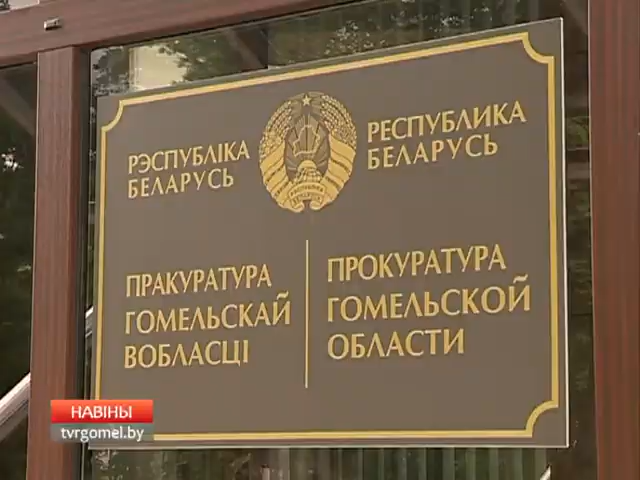 РЭСПУБЛІКА
БЕЛАРУСЬ
РЕСПУБЛИКА
БЕЛАРУСЬ
ПРАКУРАТУРА
ГОМЕЛЬСКАЙ
ВОБЛАСЦІ
ПРОКУРАТУРА
ГОМЕЛЬСКОЙ
ОБЛАСТИ
НАВІНЫ
tvrgomel.by